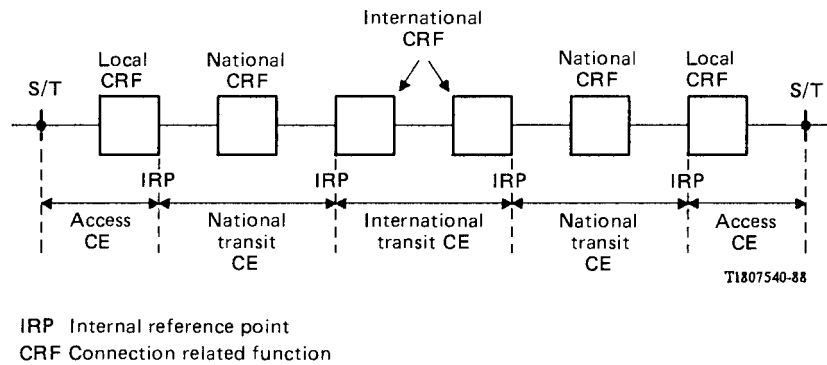 International
CRF
Local
CRF
National
CRF
National
CRF
Local
CRF
S/T
S/T
IRP
IRP
IRP
IRP
Access
CE
National
transit
CE
International
transit CE
National
transit
CE
Access
CE
T1807540-88
IRP Internal reference point
CRF Connection related function